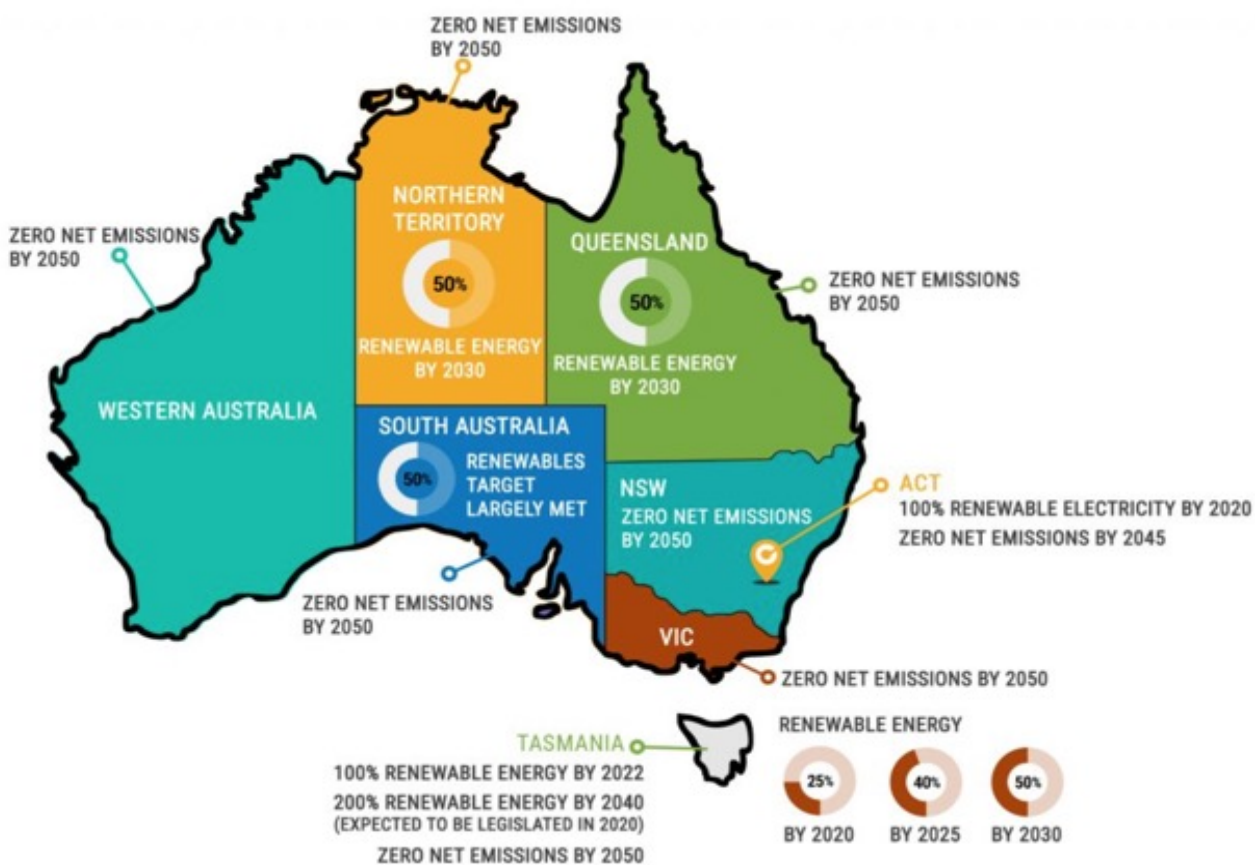 ZERO NET EMISSIONS
BY 2050
ZERO NET EMISSIONS
BY 2050
NORTHERN
TERRITORY
50%
RENEWABLE ENERGY
BY 2030
QUEENSLAND
50%
RENEWABLE ENERGY
BY 2030
ZERO NET EMISSIONS
BY 2050
WESTERN AUSTRALIA
SOUTH AUSTRALIA
50%
RENEWABLES
TARGET
LARGELY MET
NSW
ZERO NET EMISSIONS
BY 2050
ACT
100% RENEWABLE ELECTRICITY BY 2020
ZERO NET EMISSIONS BY 2045
ZERO NET EMISSIONS
BY 2050
VIC
ZERO NET EMISSIONS BY 2050
RENEWABLE ENERGY
25%
BY 2020
40%
BY 2025
50%
BY 2030
TASMANIA
100% RENEWABLE ENERGY BY 2022
200% RENEWABLE ENERGY BY 2040
(EXPECTED TO BE LEGISLATED IN 2020)
ZERO NET EMISSIONS BY 2050